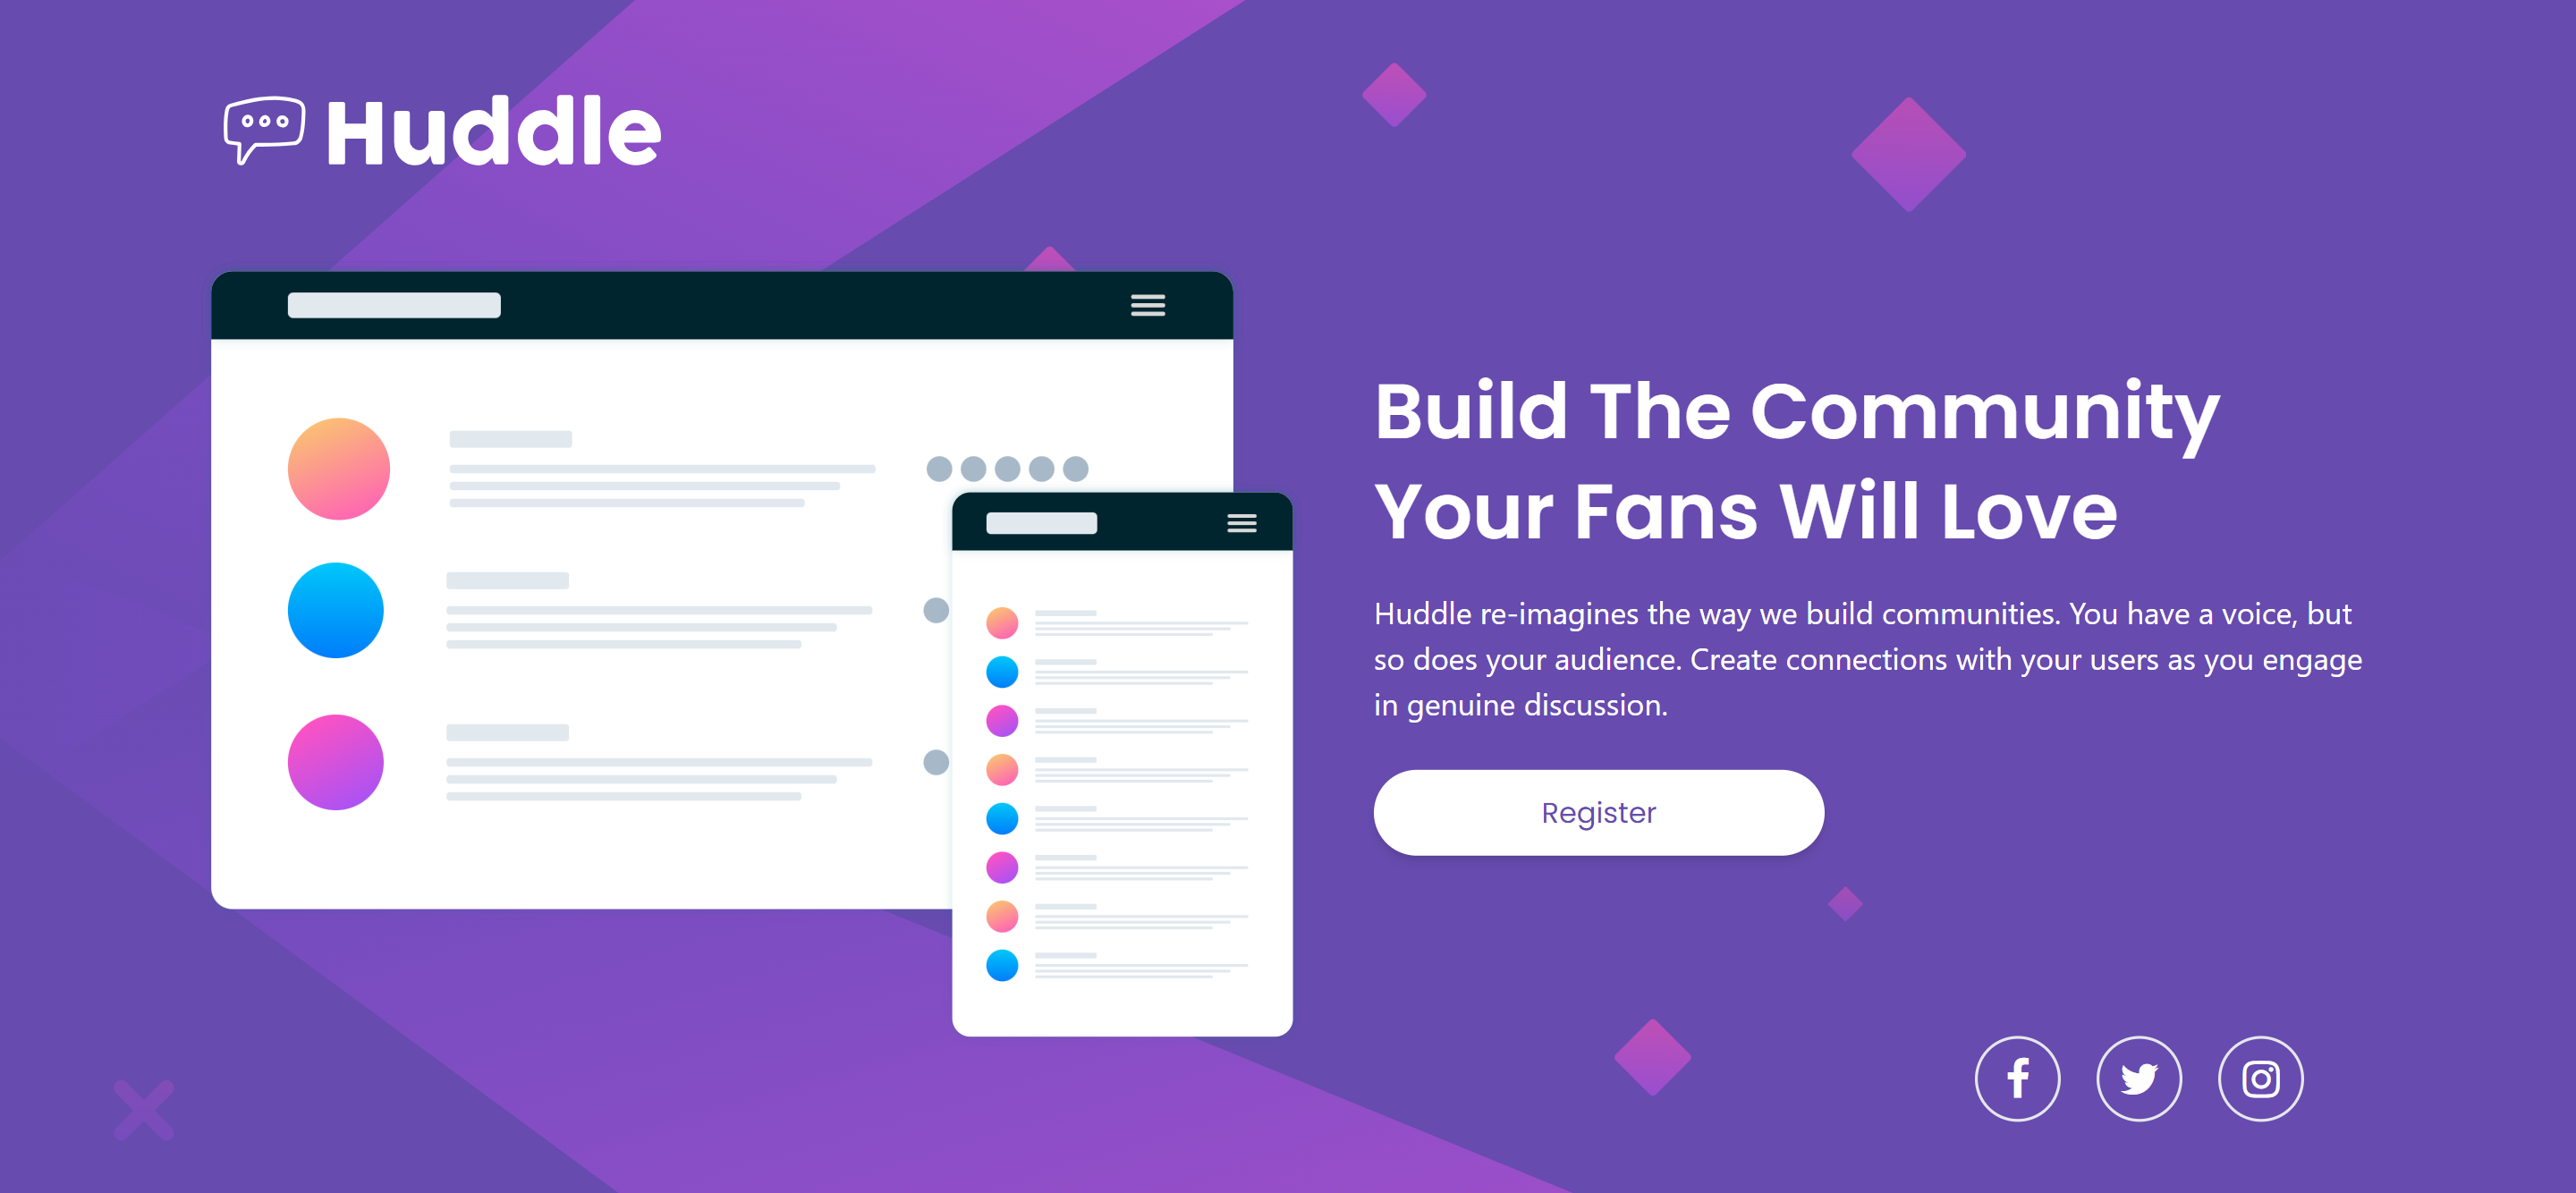 Huddle
Build The Community
Your Fans Will Love
Huddle re-imagines the way we build communities. You have a voice, but
so does your audience. Create connections with your users as you engage
in genuine discussion.
Register